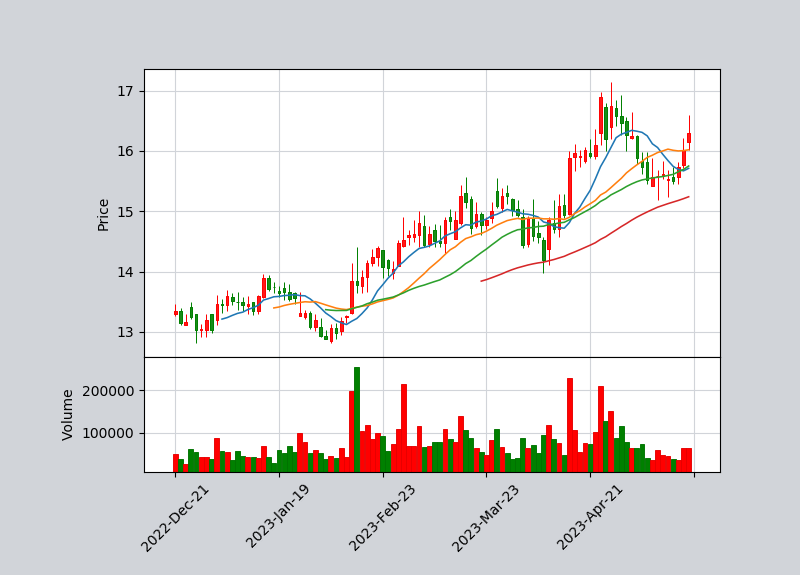 17
16
15
14
13
Price
200000
100000
Volume
2022-Dec-21
2023-Jan-19
2023-Feb-23
2023-Mar-23
2023-Apr-21